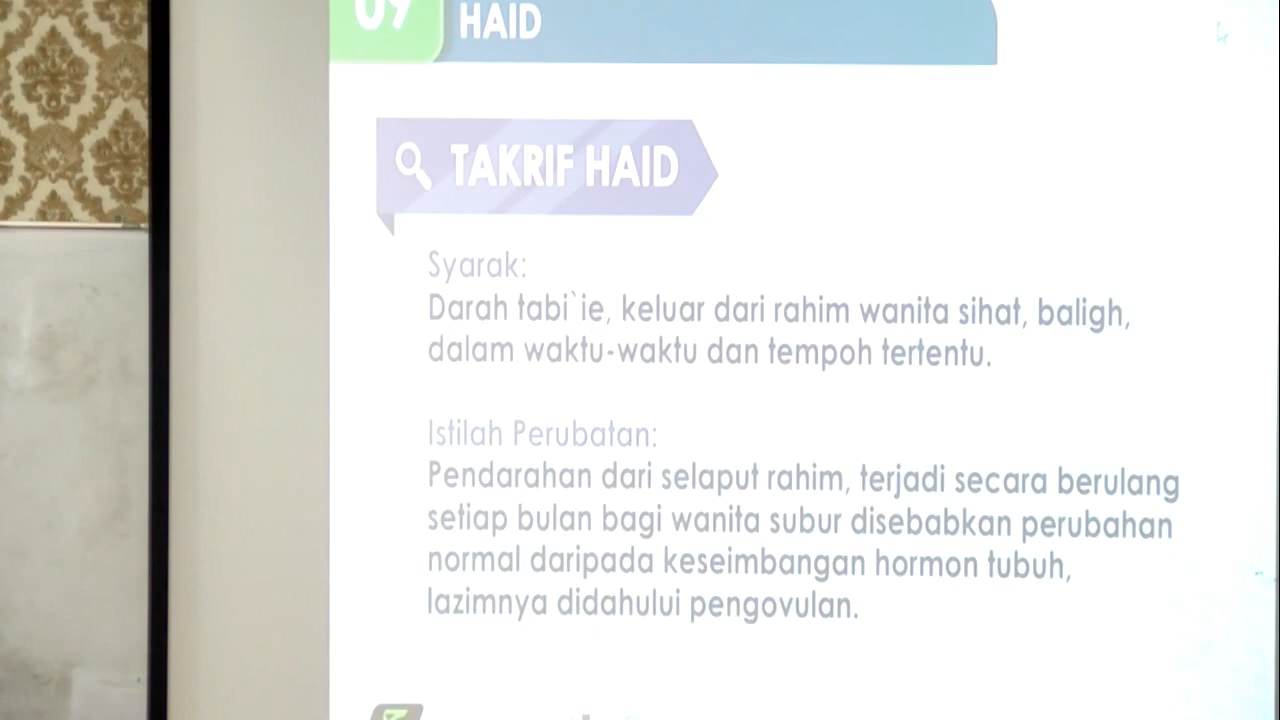 09
HAID
TAKRIF HAID
Syarak:
Darah tabi`ie, keluar dari rahim wanita sihat, baligh,
dalam waktu-waktu dan tempoh tertentu.
Istilah Perubatan:
Pendarahan dari selaput rahim, terjadi secara berulang
setiap bulan bagi wanita subur disebabkan perubahan
normal daripada keseimbangan hormon tubuh,
lazimnya didahului pengovulan.